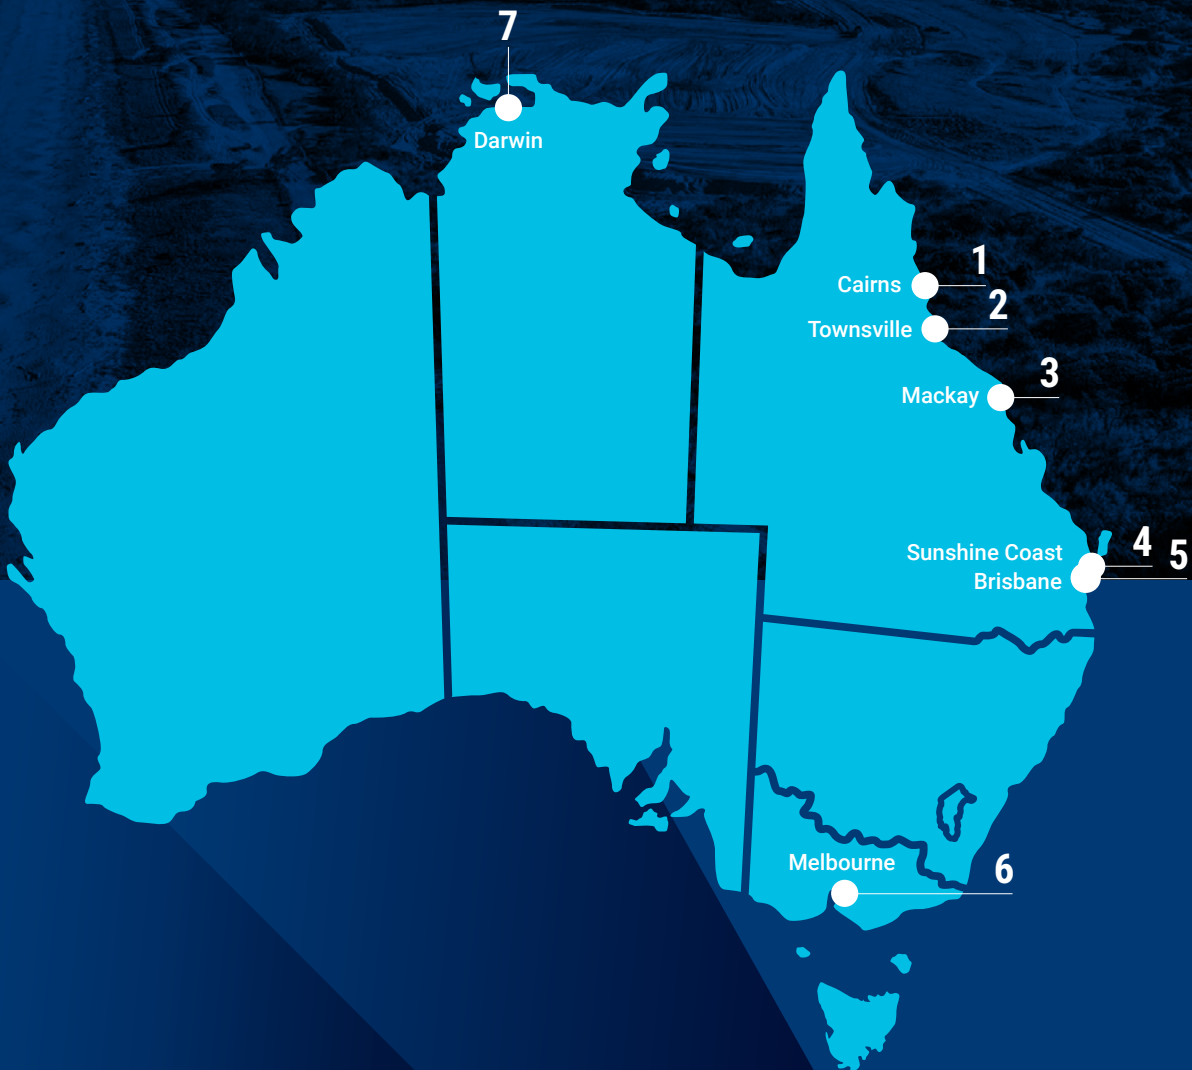 7
Darwin
1
Cairns
2
Townsville
3
Mackay
4
Sunshine Coast
5
Brisbane
Melbourne
6